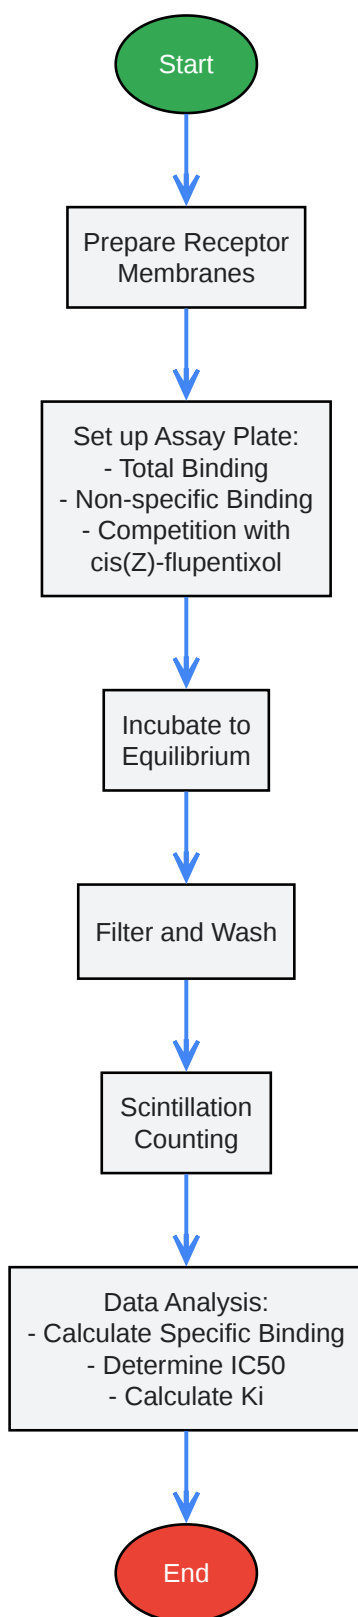 Start
Prepare Receptor
Membranes
Set up Assay Plate:
- Total Binding
- Non-specific Binding
- Competition with
cis(Z)-flupentixol
Incubate to
Equilibrium
Filter and Wash
Scintillation
Counting
Data Analysis:
- Calculate Specific Binding
- Determine IC50
- Calculate Ki
End